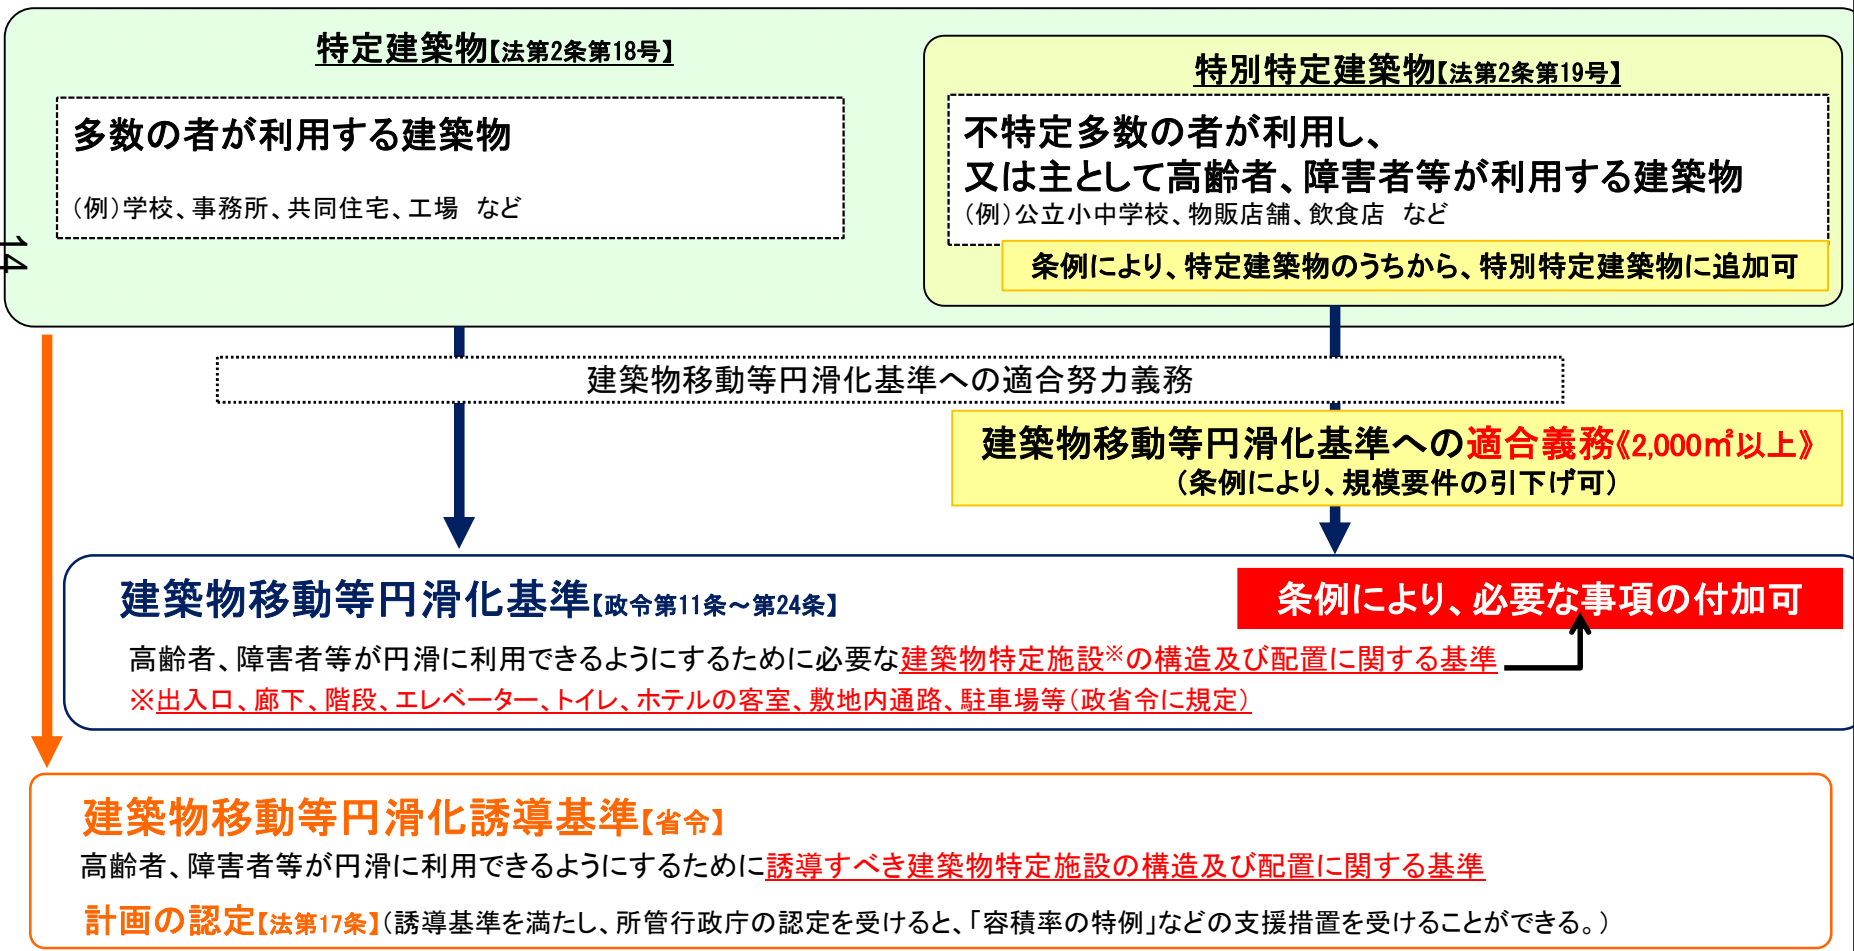 特定建築物【法第2条第18号】
多数の者が利用する建築物
（例）学校、事務所、共同住宅、工場　など
特別特定建築物【法第2条第19号】
不特定多数の者が利用し、
又は主として高齢者、障害者等が利用する建築物
（例）公立小中学校、物販店舗、飲食店　など
条例により、特定建築物のうちから、特別特定建築物に追加可
14
建築物移動等円滑化基準への適合努力義務
建築物移動等円滑化基準への適合義務《2,000㎡以上》
（条例により、規模要件の引下げ可）
建築物移動等円滑化基準【政令第11条～第24条】
条例により、必要な事項の付加可
高齢者、障害者等が円滑に利用できるようにするために必要な建築物特定施設※の構造及び配置に関する基準
※出入口、廊下、階段、エレベーター、トイレ、ホテルの客室、敷地内通路、駐車場等（政省令に規定）
建築物移動等円滑化誘導基準【省令】
高齢者、障害者等が円滑に利用できるようにするために誘導すべき建築物特定施設の構造及び配置に関する基準
計画の認定【法第17条】（誘導基準を満たし、所管行政庁の認定を受けると、「容積率の特例」などの支援措置を受けることができる。）